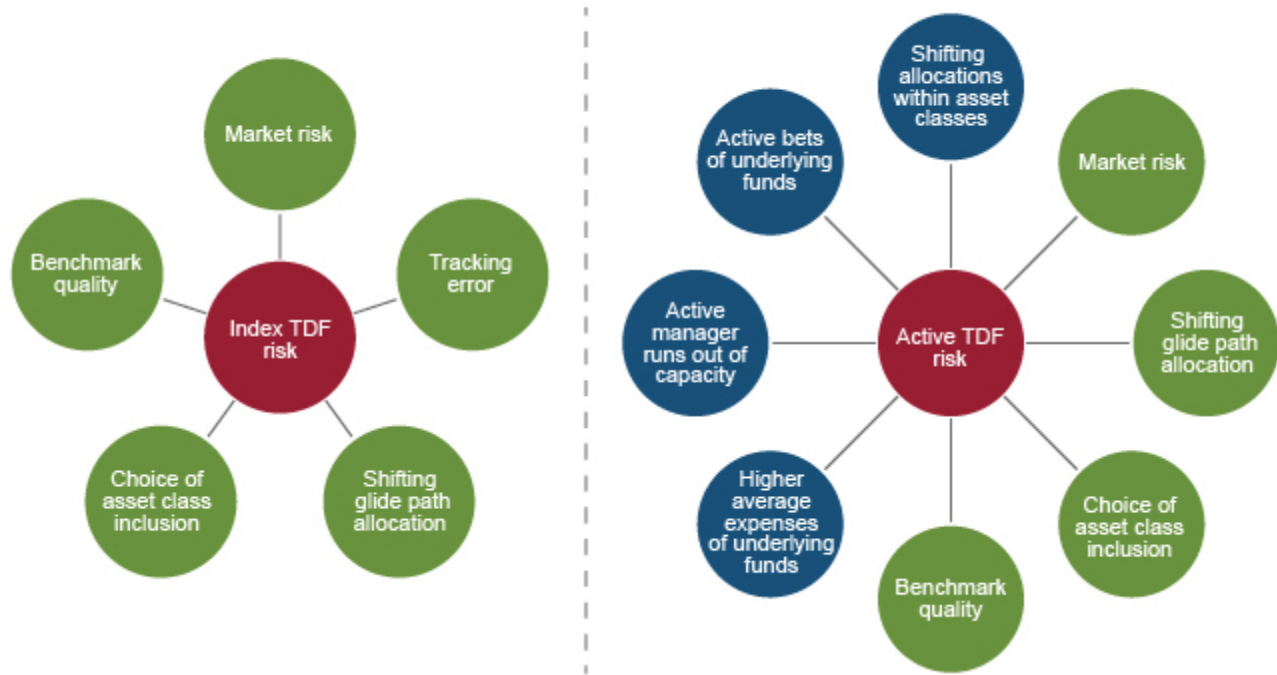 Market risk
Tracking
error
Shifting
glide path
allocation
Choice of
asset class
inclusion
Benchmark
quality
Index TDF
risk
Shifting
allocations
within asset
classes
Market risk
Shifting
glide path
allocation
Choice of
asset class
inclusion
Benchmark
quality
Higher
average
expenses
of underlying
funds
Active
manager
runs out of
capacity
Active bets
of underlying
funds
Active TDF
risk